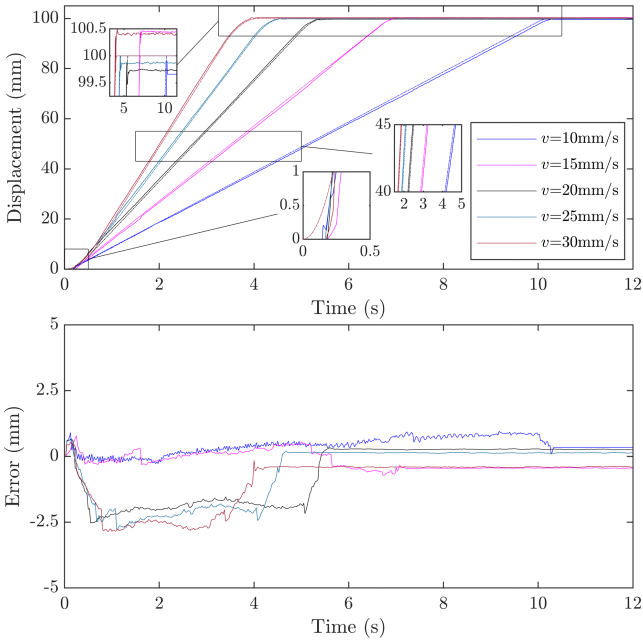 100
80
60
40
20
0
Displacement (mm)
100.5
100
99.5
5
10
45
40
2
3
4
5
1
0.5
0
0
0.5
v=10mm/s
v=15mm/s
v=20mm/s
v=25mm/s
v=30mm/s
0 2 4 6 8 10 12
Time (s)
5
2.5
0
-2.5
-5
Error (mm)
0 2 4 6 8 10 12
Time (s)